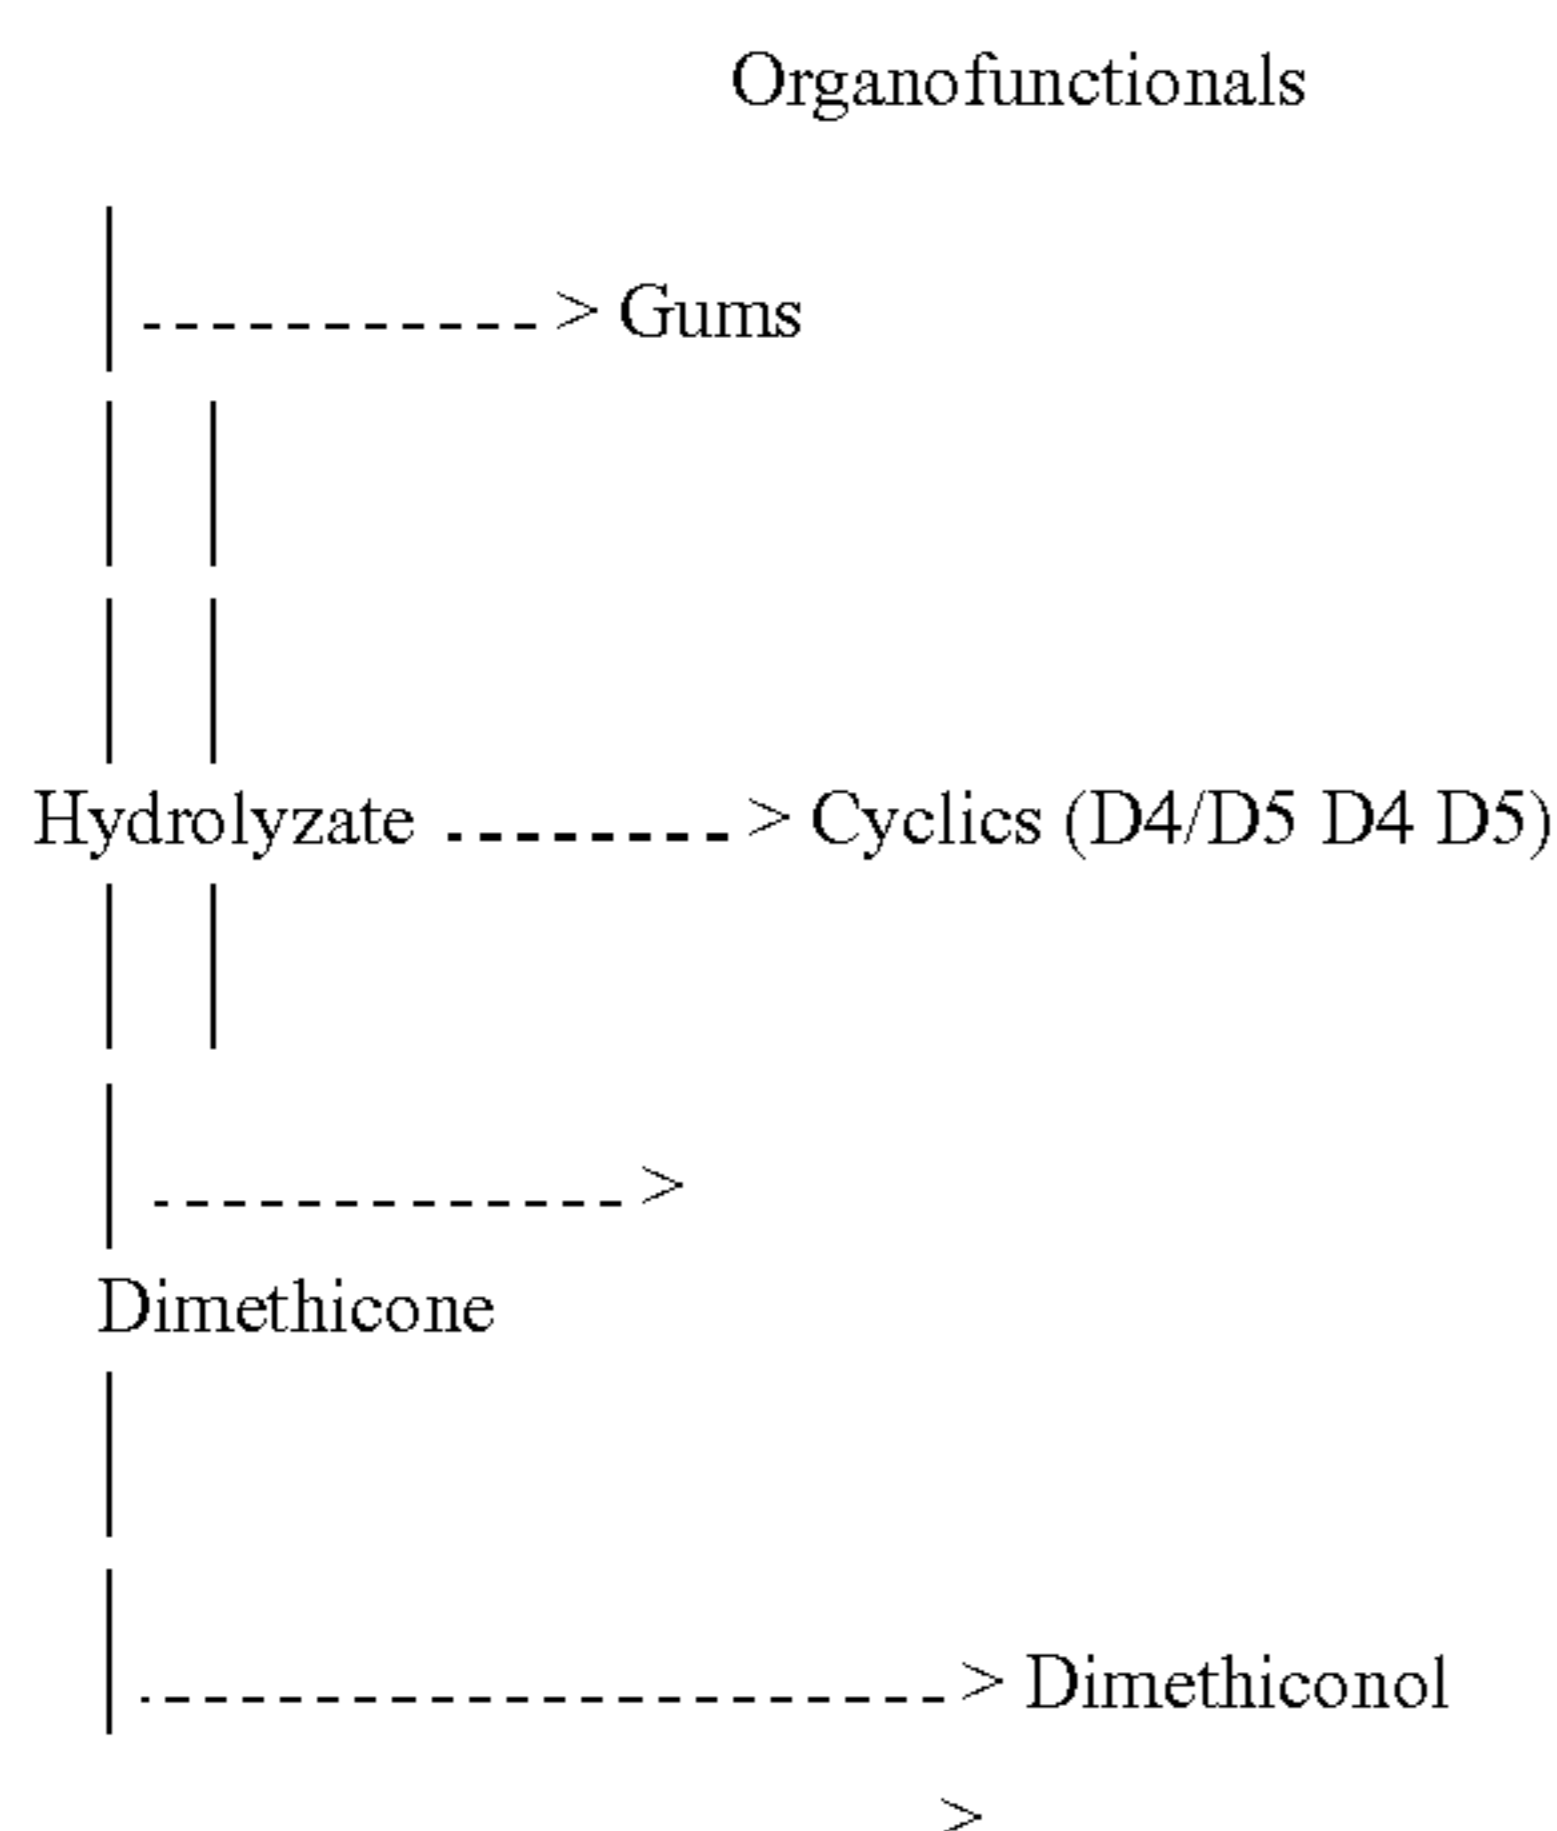 Organofunctionals
|
-----------> Gums
| |
| |
Hydrolyzate --------> Cyclics (D4/D5 D4 D5)
| |
|
------------->
Dimethicone
|
|
----------------------> Dimethiconol
>